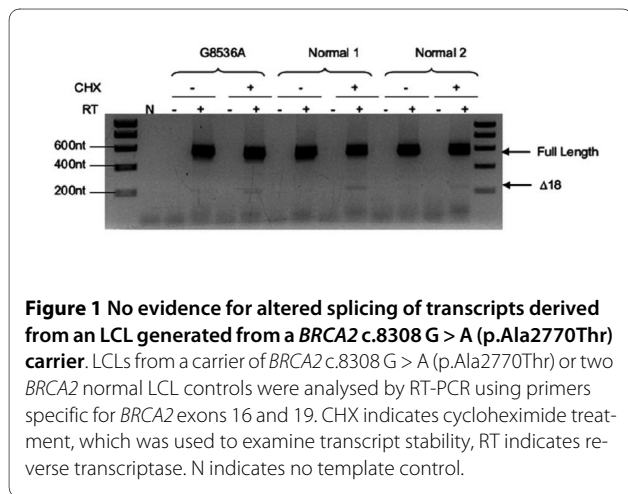 G8536A Normal 1 Normal 2
CHX - + - + - +
RT N - + - + - + - + - + - +
600nt
Full Length
400nt
200nt
Δ18
Figure 1 No evidence for altered splicing of transcripts derived
from an LCL generated from a BRCA2 c.8308 G > A (p.Ala2770Thr)
carrier. LCLs from a carrier of BRCA2 c.8308 G > A (p.Ala2770Thr) or two
BRCA2 normal LCL controls were analysed by RT-PCR using primers
specific for BRCA2 exons 16 and 19. CHX indicates cycloheximide treat-
ment, which was used to examine transcript stability, RT indicates re-
verse transcriptase. N indicates no template control.